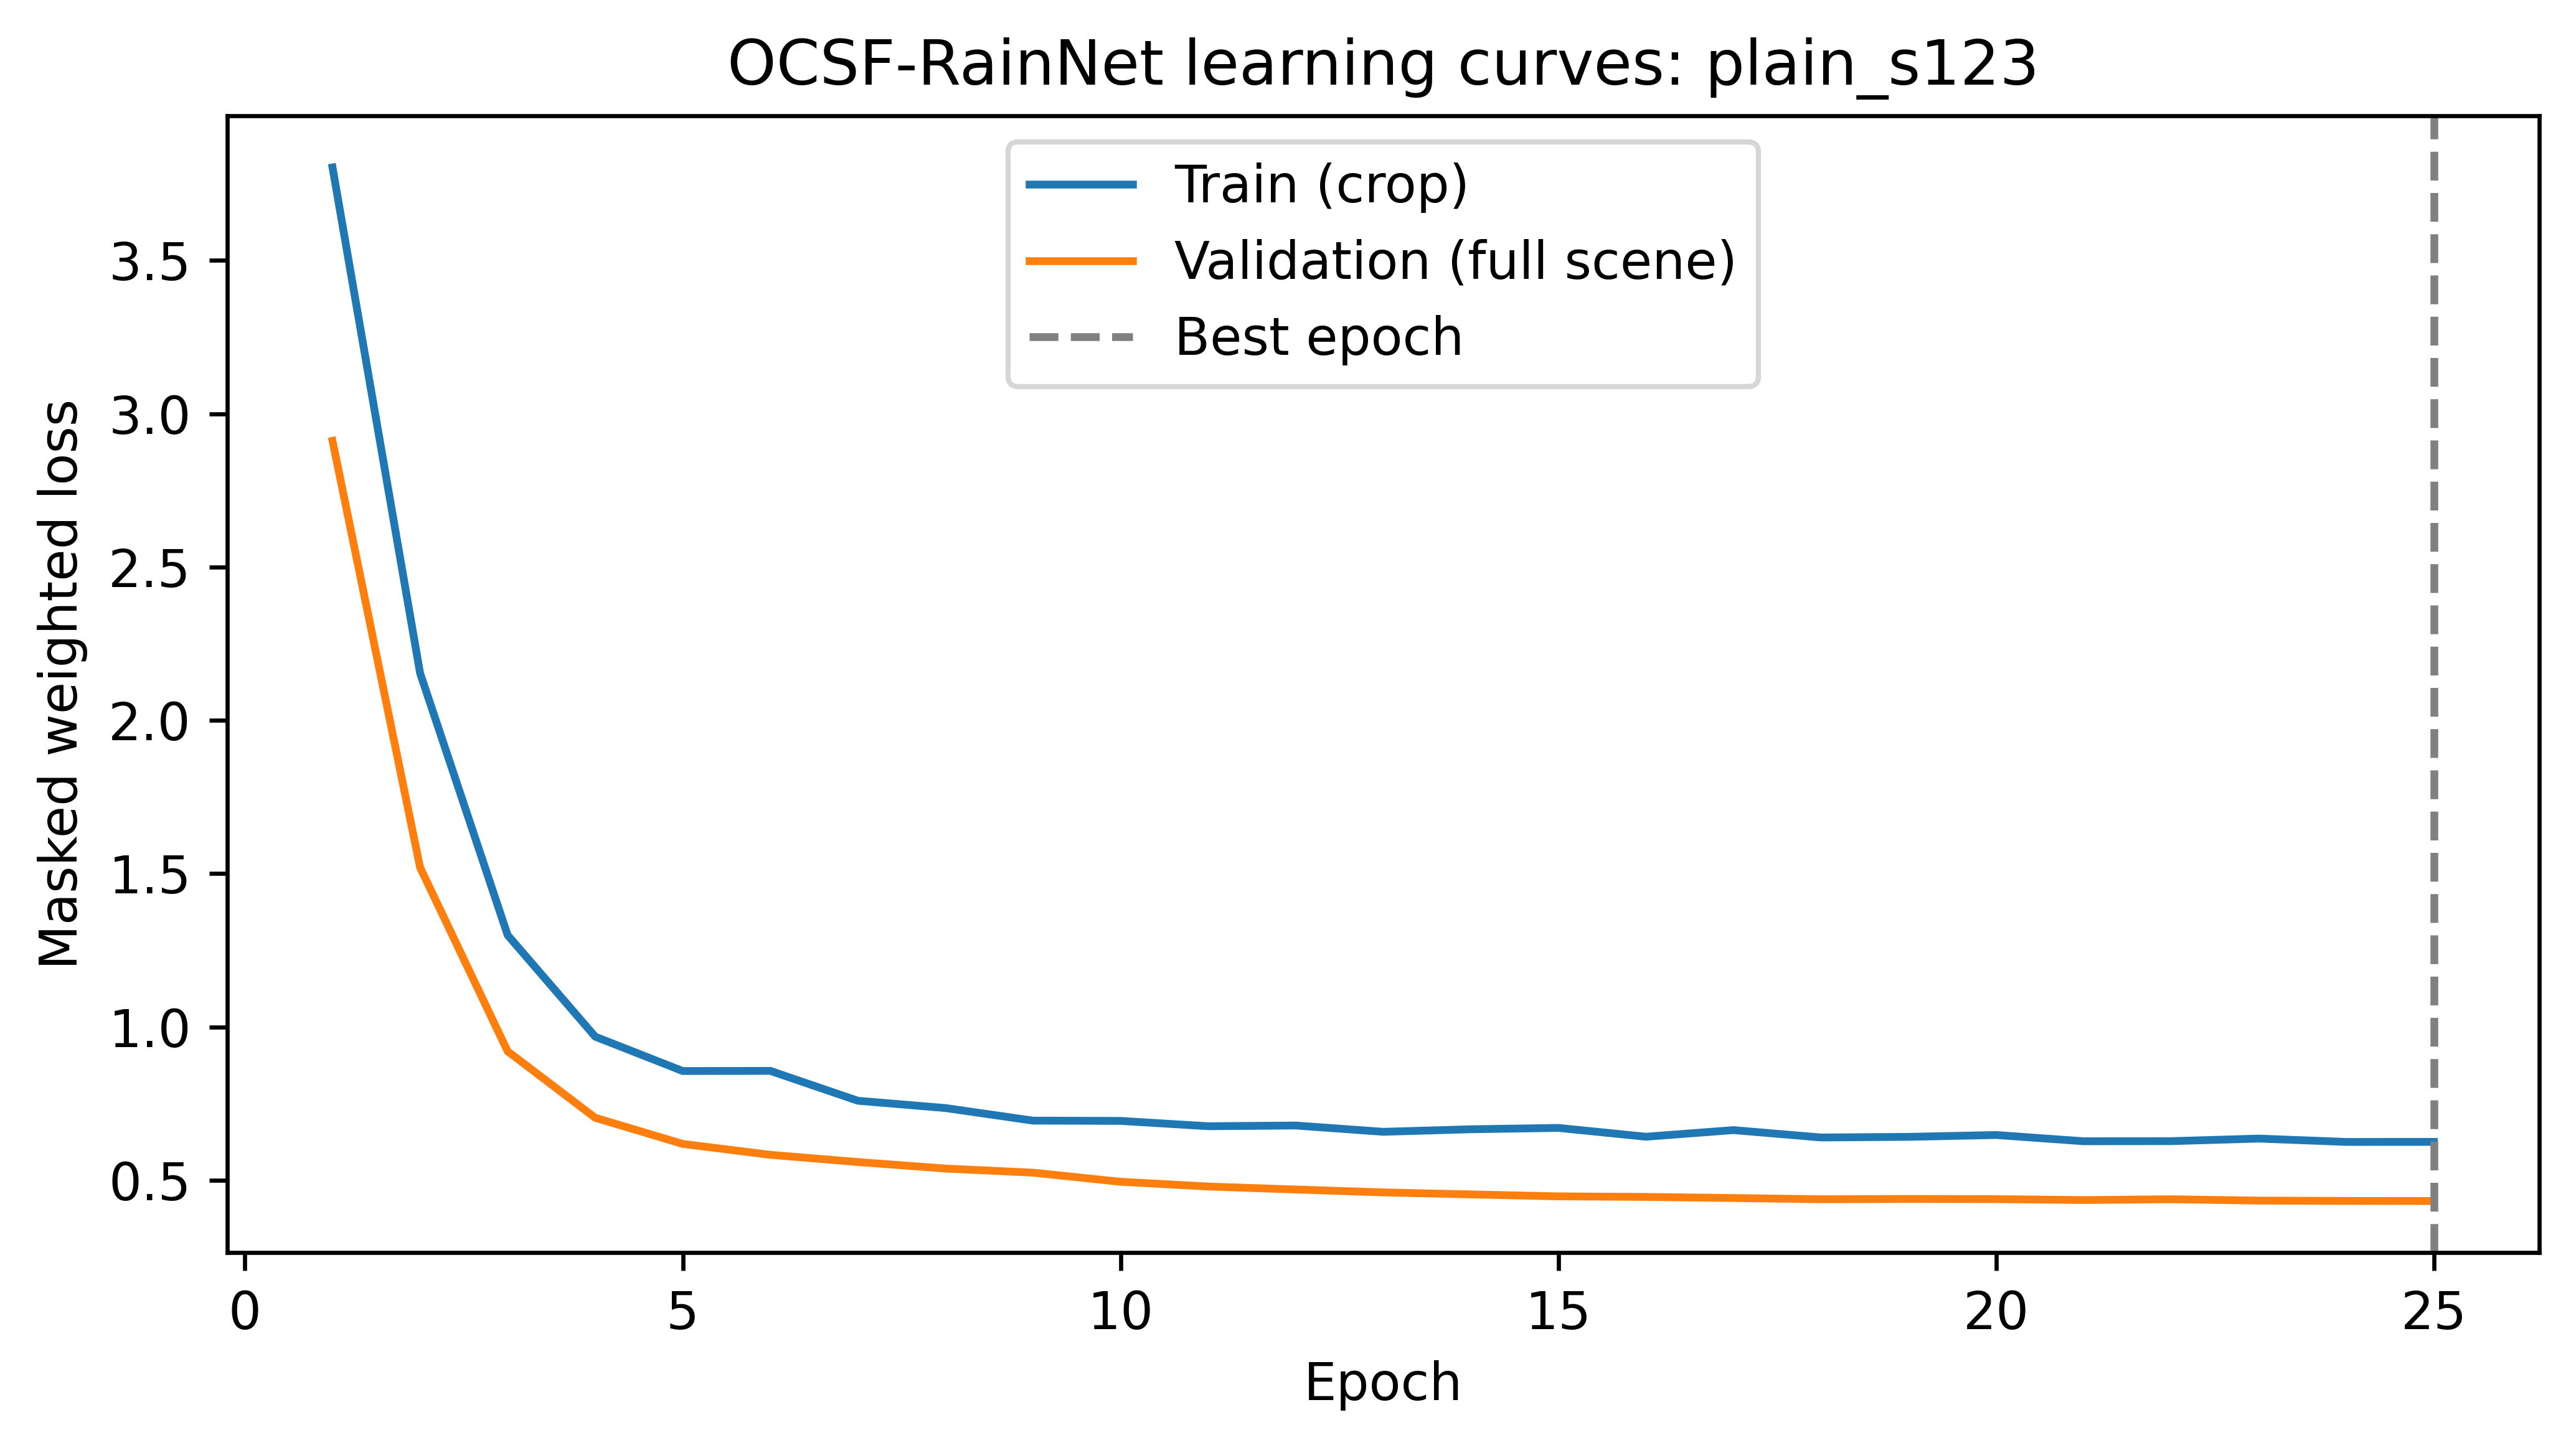 OCSF-RainNet learning curves: plain_s123
Train (crop)
Validation (full scene)
Best epoch
Masked weighted loss
3.5
3.0
2.5
2.0
1.5
1.0
0.5
0 5 10 15 20 25
Epoch